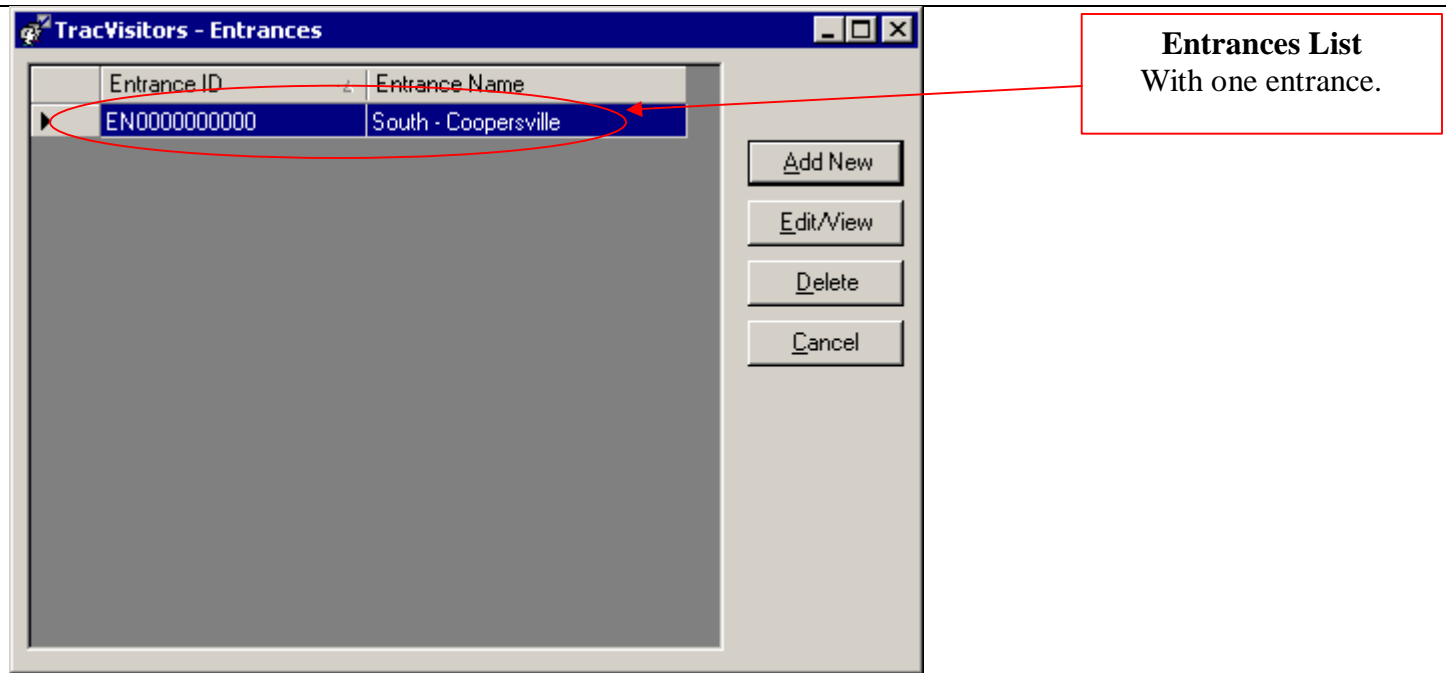 TracVisitors - Entrances
Entrance ID Entrance Name
EN0000000000 South - Coopersville
Add New
Edit/View
Delete
Cancel
Entrances List
With one entrance.